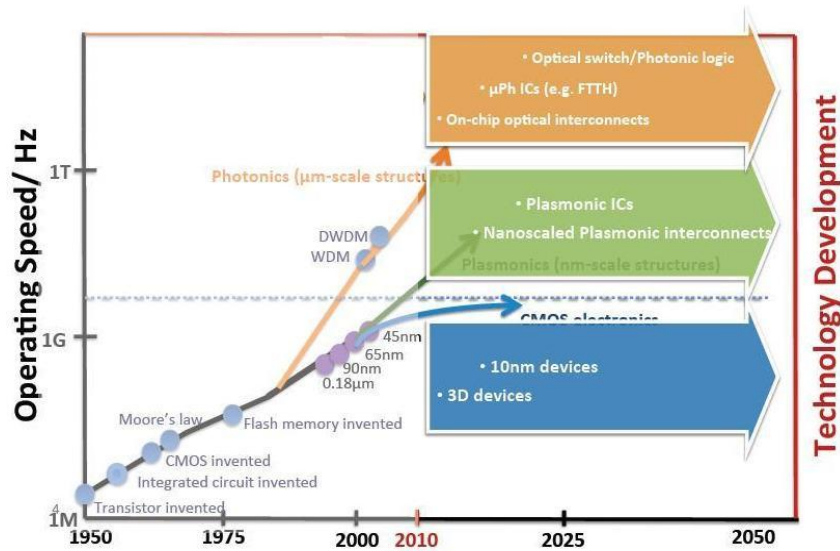 • Optical switch/Photonic logic
• µPh ICs (e.g. FTTH)
• On-chip optical interconnects
1T
Photonics (µm-scale structures)
• Plasmonic ICs
• Nanoscaled Plasmonic interconnects
DWDM
WDM
Plasmonics (nm-scale structures)
Operating Speed/ Hz
Technology Development
CMOS electronics
1G
45nm
65nm
90nm
0.18µm
• 10nm devices
• 3D devices
Moore's law
Flash memory invented
CMOS invented
Integrated circuit invented
Transistor invented
4
1M
1950
1975
2000
2010
2025
2050